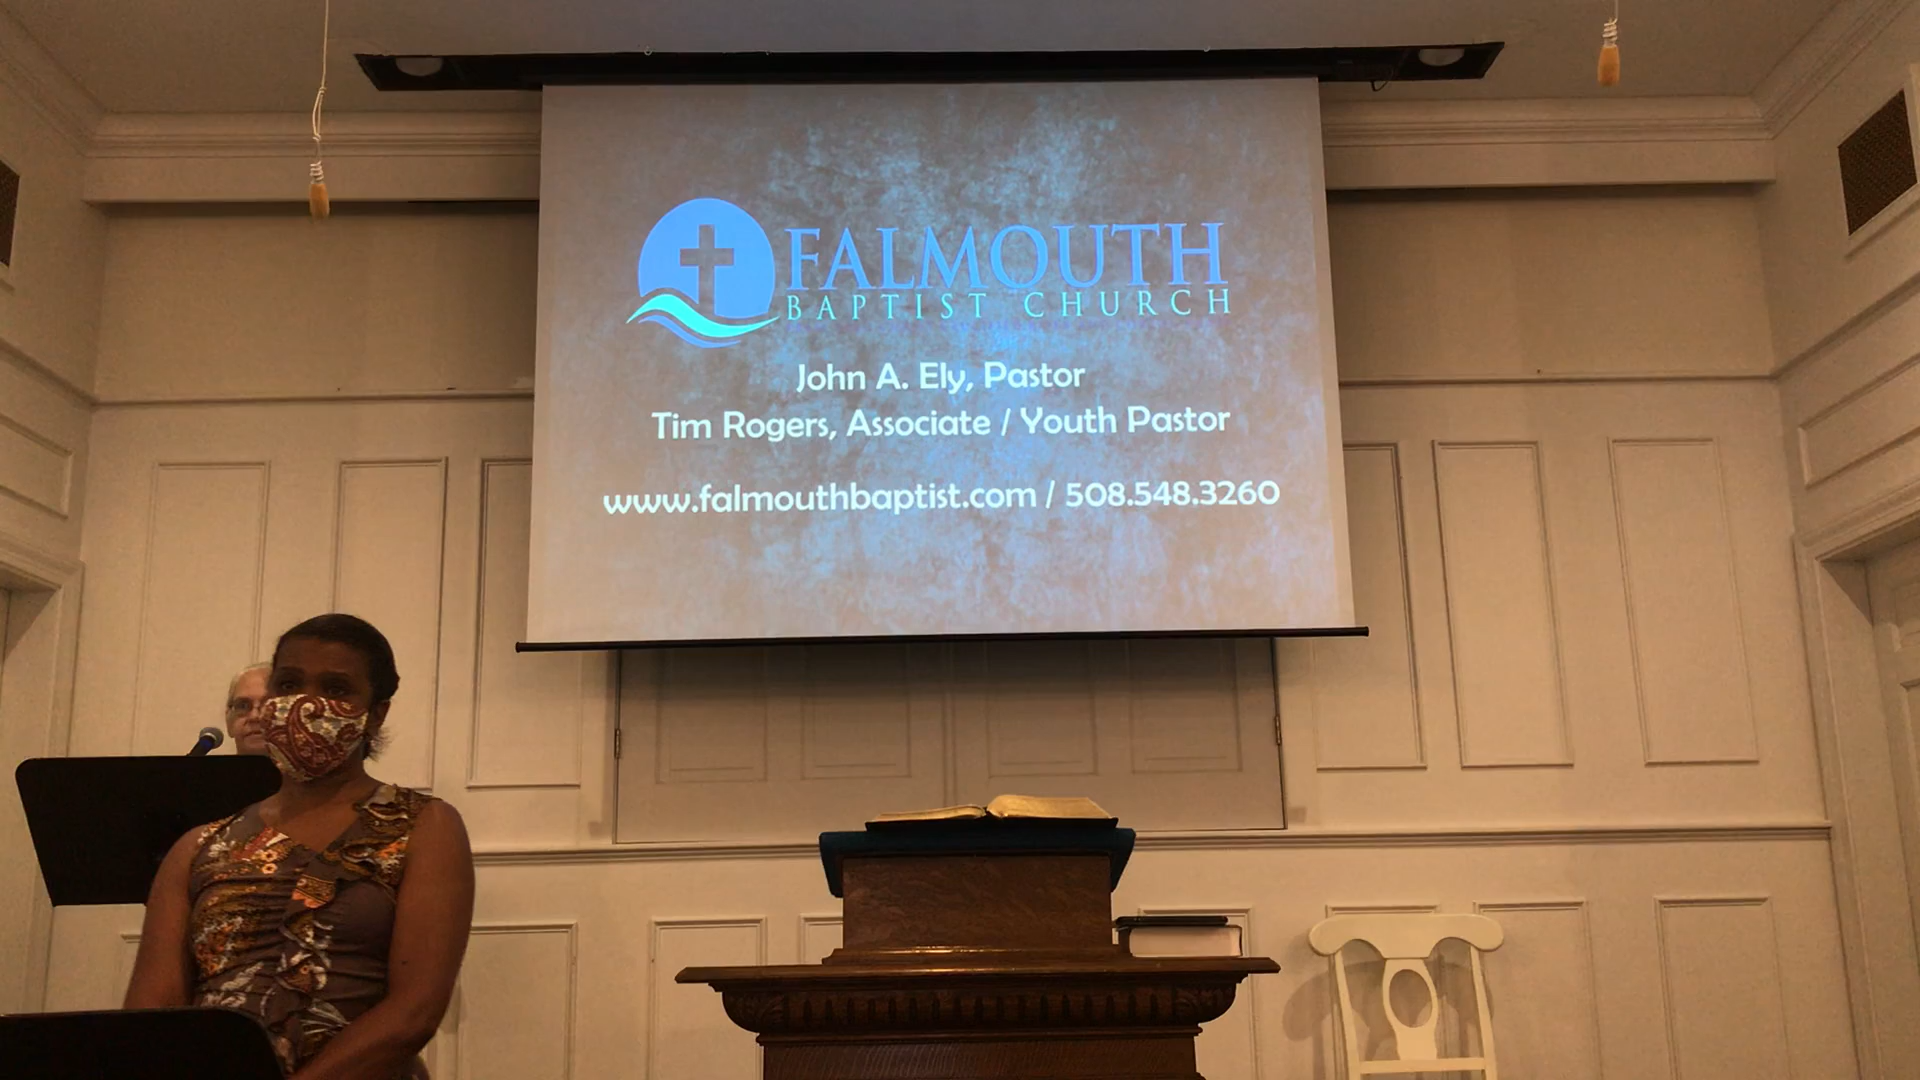 FALMOUTH
BAPTIST CHURCH
John A. Ely, Pastor
Tim Rogers, Associate / Youth Pastor
www.falmouthbaptist.com / 508.548.3260